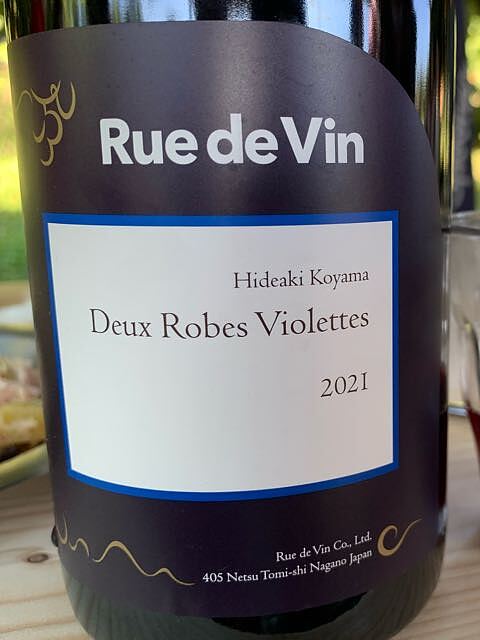 Rue de Vin
Hideaki Koyama
Deux Robes Violettes
2021
Rue de Vin Co., Ltd.
405 Netsu Tomi-shi Nagano Japan